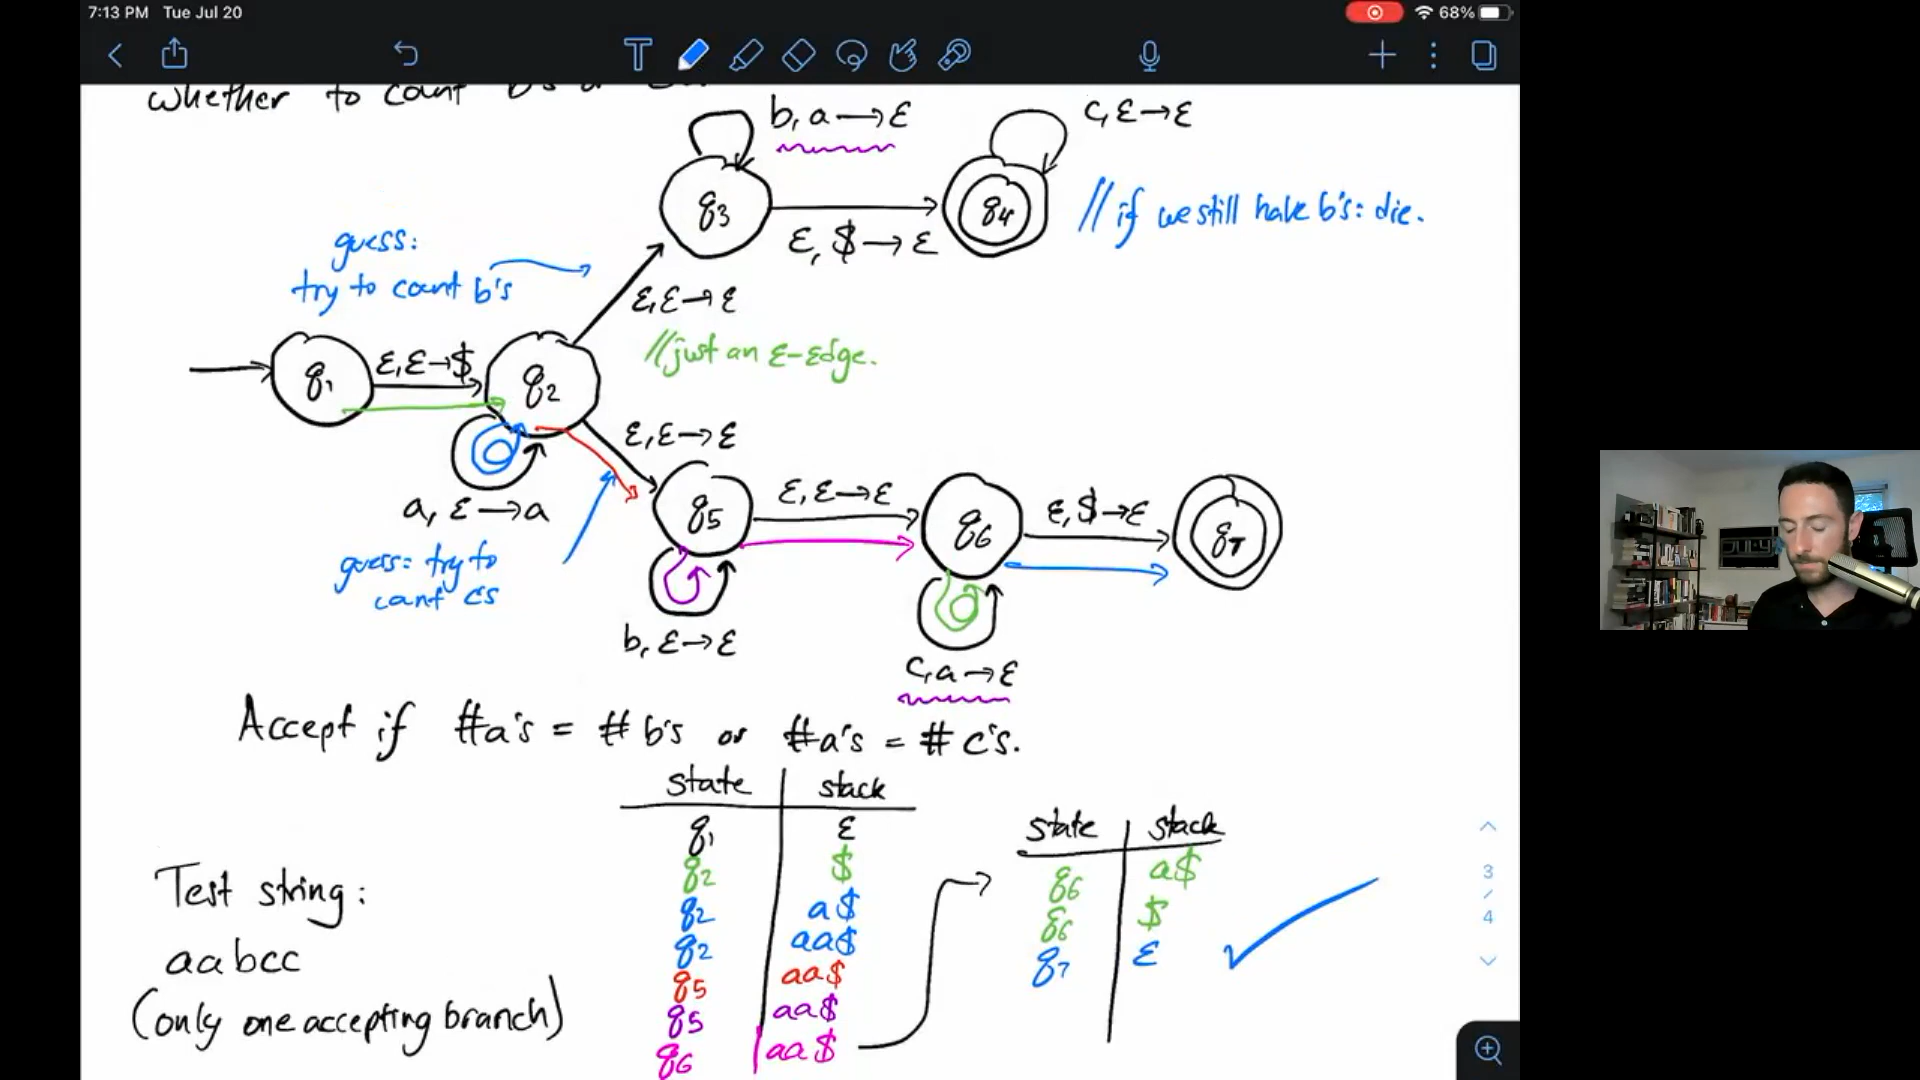 7:13 PM Tue Jul 20
68%
whether to count b's
b, a → ε
c, ε → ε
q3
q4
ε, $ → ε
// if we still have b's: die.
guess:
try to count b's
ε, ε → ε
// just an ε-edge.
q1
ε, ε → $
q2
ε, ε → ε
a, ε → a
guess: try to
count c's
q5
ε, ε → ε
q6
ε, $ → ε
q7
b, ε → ε
c, a → ε
Accept if #a's = # b's or #a's = # c's.
state stack
q1 ε
q2 $
q2 a$
q2 aa$
q5 aa$
q5 aa$
q6 aa$
state stack
q6 a$
q6 $
q7 ε
Test string:
aabcc
(only one accepting branch)
3
/
4